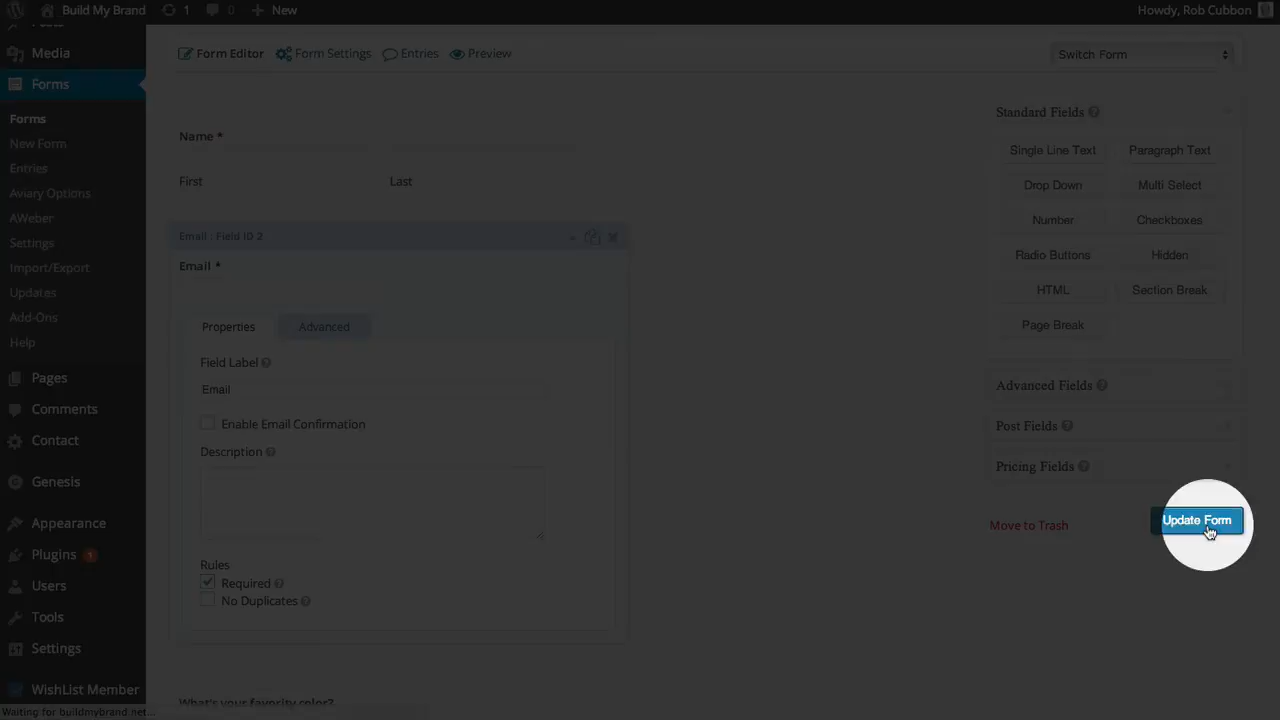 Build My Brand 1 0 New Howdy, Rob Cubbon
Media
Forms
Forms
New Form
Entries
Aviary Options
AWeber
Settings
Import/Export
Updates
Add-Ons
Help
Pages
Comments
Contact
Genesis
Appearance
Plugins 1
Users
Tools
Settings
WishList Member
Form Editor Form Settings Entries Preview Switch Form
Name *
First Last
Email : Field ID 2
Email *
Properties Advanced
Field Label
Email
Enable Email Confirmation
Description
Rules
Required
No Duplicates
What's your favority color?
Standard Fields
Single Line Text Paragraph Text
Drop Down Multi Select
Number Checkboxes
Radio Buttons Hidden
HTML Section Break
Page Break
Advanced Fields
Post Fields
Pricing Fields
Move to Trash Update Form
Waiting for buildmybrand.net...